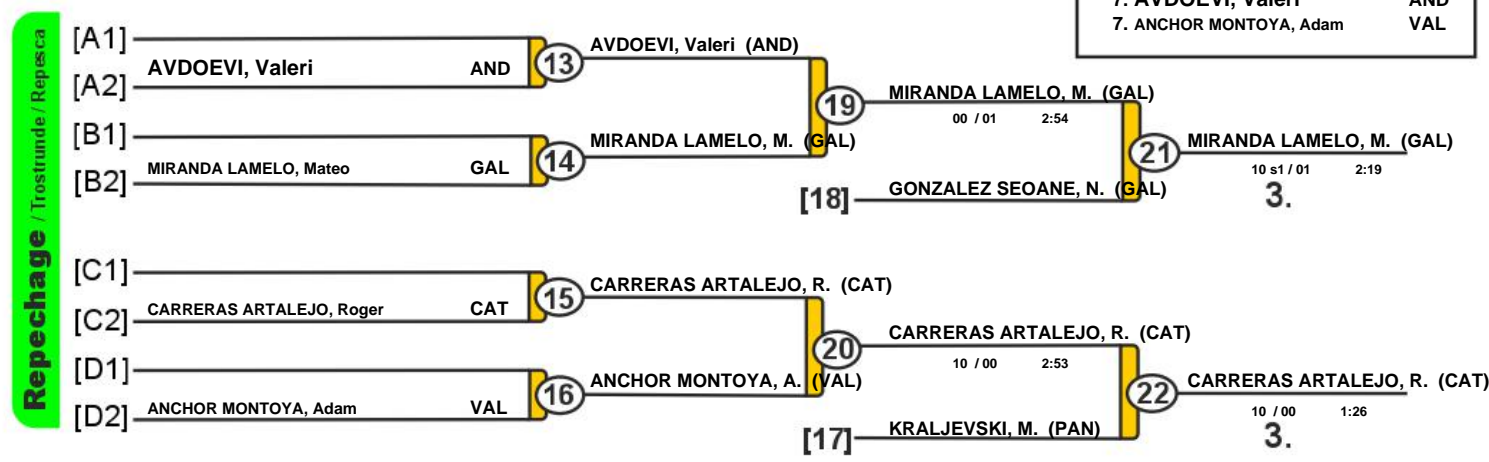 7. AVDOEVI, Valeri AND
7. ANCHOR MONTOYA, Adam VAL
Repechage / Trostrunde / Repesca
[A1]
AVDOEVI, Valeri AND
[A2]
13
AVDOEVI, Valeri (AND)
[B1]
MIRANDA LAMELO, Mateo GAL
[B2]
14
MIRANDA LAMELO, M. (GAL)
19
MIRANDA LAMELO, M. (GAL)
00 / 01 2:54
[18]
GONZALEZ SEOANE, N. (GAL)
21
MIRANDA LAMELO, M. (GAL)
10 s1 / 01 2:19
3.
[C1]
CARRERAS ARTALEJO, Roger CAT
[C2]
15
CARRERAS ARTALEJO, R. (CAT)
[D1]
ANCHOR MONTOYA, Adam VAL
[D2]
16
ANCHOR MONTOYA, A. (VAL)
20
CARRERAS ARTALEJO, R. (CAT)
10 / 00 2:53
[17]
KRALJEVSKI, M. (PAN)
22
CARRERAS ARTALEJO, R. (CAT)
10 / 00 1:26
3.